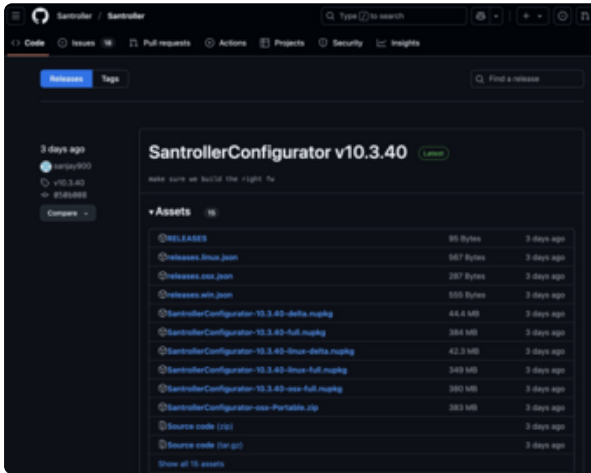 Santroller / Santroller
Type / to search
Code Issues 16 Pull requests Actions Projects Security Insights
Releases Tags
Find a release
3 days ago
sanjay900
v10.3.40
Compare
SantrollerConfigurator v10.3.40 Latest
make sure we build the right fw
Assets 15
RELEASES 95 Bytes 3 days ago
releases.linux.json 567 Bytes 3 days ago
releases.osx.json 287 Bytes 3 days ago
releases.win.json 555 Bytes 3 days ago
SantrollerConfigurator-10.3.40-delta.nupkg 44.4 MB 3 days ago
SantrollerConfigurator-10.3.40-full.nupkg 384 MB 3 days ago
SantrollerConfigurator-10.3.40-linux-delta.nupkg 42.3 MB 3 days ago
SantrollerConfigurator-10.3.40-linux-full.nupkg 349 MB 3 days ago
SantrollerConfigurator-10.3.40-osx-full.nupkg 380 MB 3 days ago
SantrollerConfigurator-osx-Portable.zip 383 MB 3 days ago
Source code (zip) 3 days ago
Source code (tar.gz) 3 days ago
Show all 15 assets